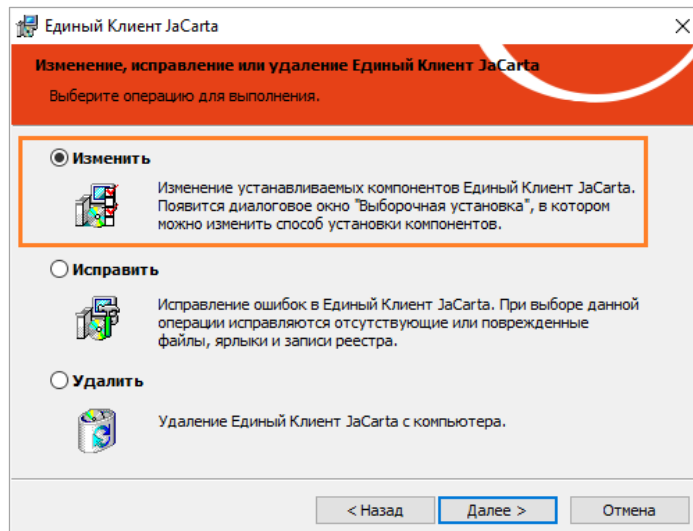 Единый Клиент JaCarta
Изменение, исправление или удаление Единый Клиент JaCarta
Выберите операцию для выполнения.
Изменить
Изменение устанавливаемых компонентов Единый Клиент JaCarta.
Появится диалоговое окно "Выборочная установка", в котором
можно изменить способ установки компонентов.
Исправить
Исправление ошибок в Единый Клиент JaCarta. При выборе данной
операции исправляются отсутствующие или поврежденные
файлы, ярлыки и записи реестра.
Удалить
Удаление Единый Клиент JaCarta с компьютера.
< Назад Далее > Отмена